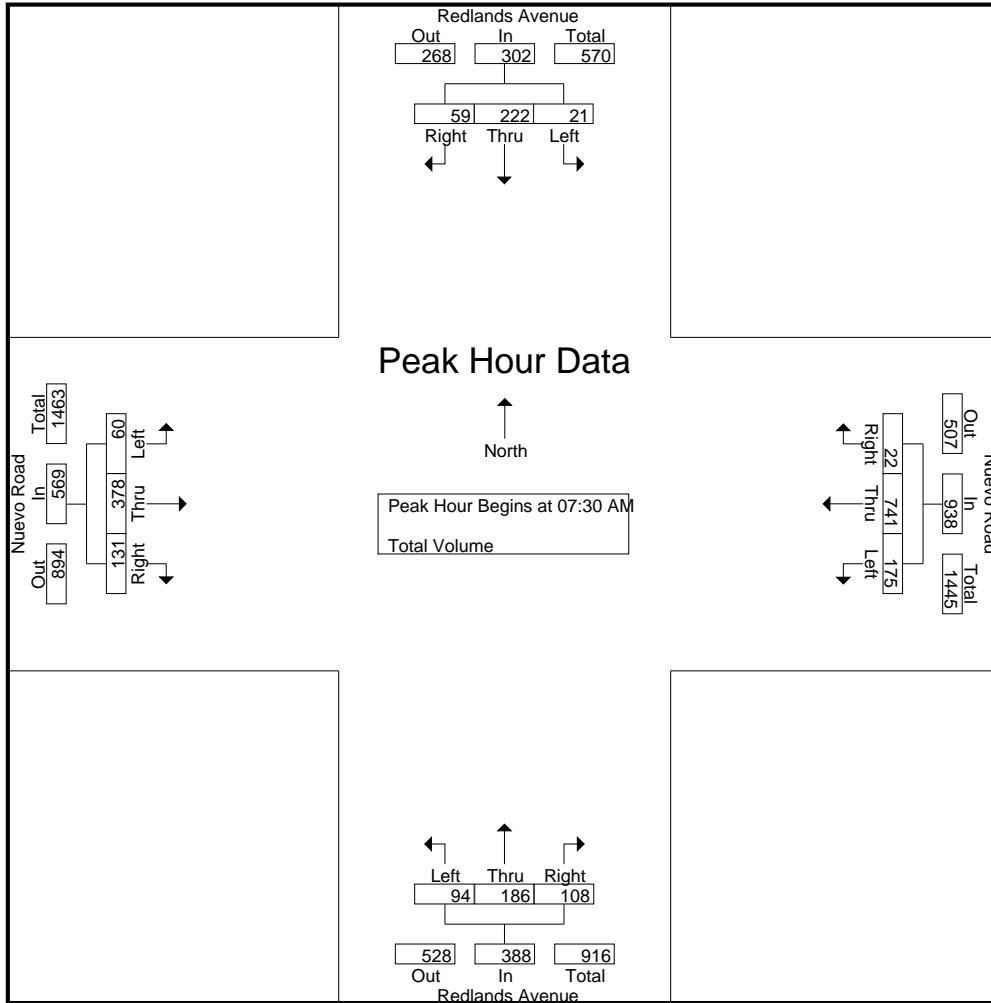 Redlands Avenue
Out In Total
268 302 570
59 222 21
Right Thru Left
Peak Hour Data
North
Peak Hour Begins at 07:30 AM
Total Volume
Nuevo Road
Out In Total
894 569 1463
131 378 60
Right Thru Left
Nuevo Road
Out In Total
507 938 1445
22 741 175
Right Thru Left
Left Thru Right
94 186 108
528 388 916
Out In Total
Redlands Avenue